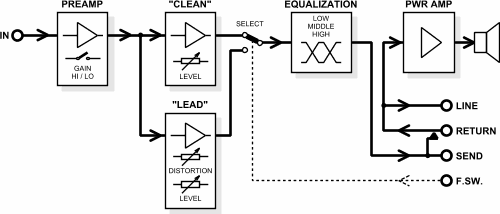 PREAMP
"CLEAN"
EQUALIZATION
PWR AMP
IN
GAIN
HI / LO
LEVEL
SELECT
LOW
MIDDLE
HIGH
"LEAD"
DISTORTION
LEVEL
LINE
RETURN
SEND
F.SW.